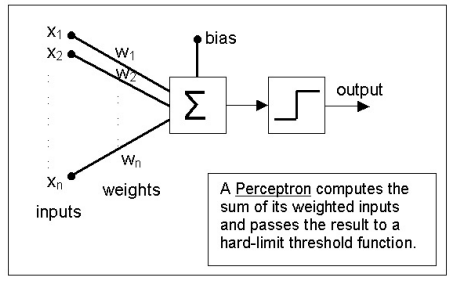 x1
x2
xn
w1
w2
wn
bias
Σ
output
weights
inputs
A Perceptron computes the
sum of its weighted inputs
and passes the result to a
hard-limit threshold function.